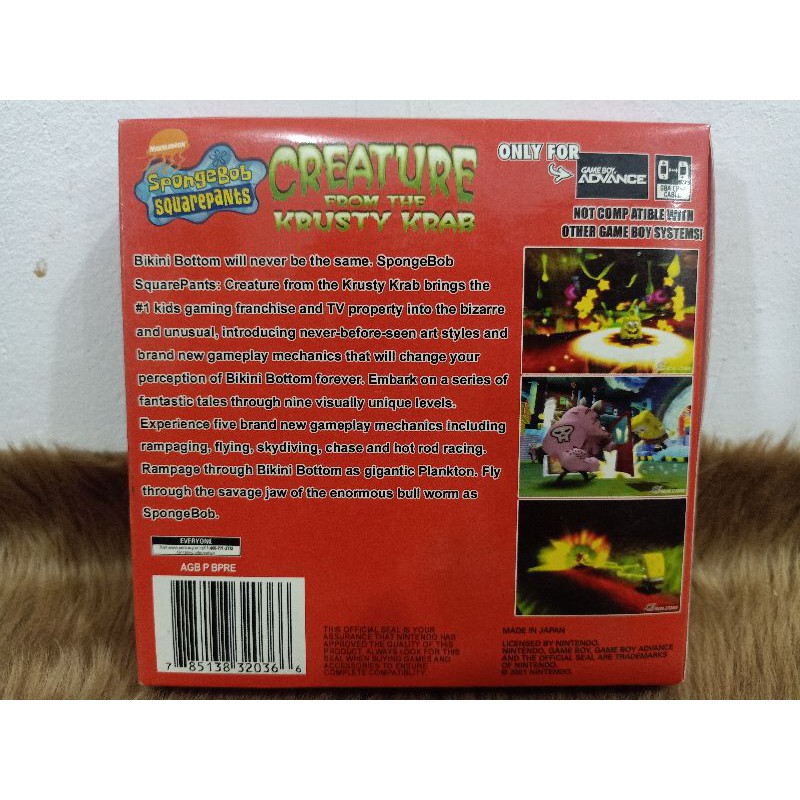 NICKELODEON
SpongeBob
SQUAREPANTS
CREATURE
FROM THE
KRUSTY KRAB
ONLY FOR
GAME BOY
ADVANCE
CABLE
NOT COMPATIBLE WITH
OTHER GAME BOY SYSTEMS!
Bikini Bottom will never be the same. SpongeBob
SquarePants: Creature from the Krusty Krab brings the
#1 kids gaming franchise and TV property into the bizarre
and unusual, introducing never-before-seen art styles and
brand new gameplay mechanics that will change your
perception of Bikini Bottom forever. Embark on a series of
fantastic tales through nine visually unique levels.
Experience five brand new gameplay mechanics including
rampaging, flying, skydiving, chase and hot rod racing.
Rampage through Bikini Bottom as gigantic Plankton. Fly
through the savage jaw of the enormous bull worm as
SpongeBob.
EVERYONE
AGB P BPRE
7 85138 32036 6
THIS OFFICIAL SEAL IS YOUR
ASSURANCE THAT NINTENDO HAS
APPROVED THE QUALITY OF THIS
PRODUCT. ALWAYS LOOK FOR THIS
SEAL WHEN BUYING GAMES AND
ACCESSORIES TO ENSURE
COMPLETE COMPATIBLITY.
MADE IN JAPAN
LICENSED BY NINTENDO.
NINTENDO, GAME BOY, GAME BOY ADVANCE
AND THE OFFICIAL SEAL ARE TRADEMARKS
OF NINTENDO.
© 2001 NINTENDO.